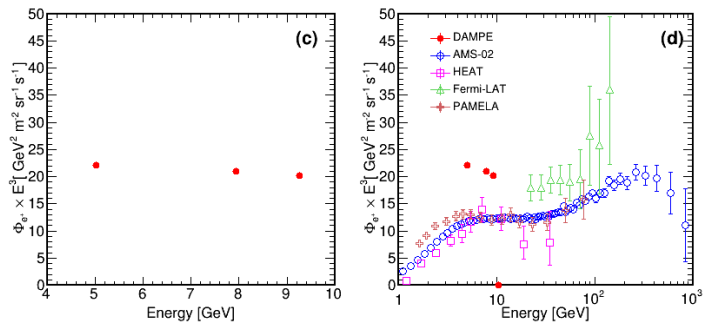 (c)
Φe⁺ × E³[ GeV² m⁻² sr⁻¹ s⁻¹]
50
45
40
35
30
25
20
15
10
5
0
4 5 6 7 8 9 10
Energy [GeV]
(d)
DAMPE
AMS-02
HEAT
Fermi-LAT
PAMELA
Φe⁺ × E³[ GeV² m⁻² sr⁻¹ s⁻¹]
50
45
40
35
30
25
20
15
10
5
0
1 10 10² 10³
Energy [GeV]